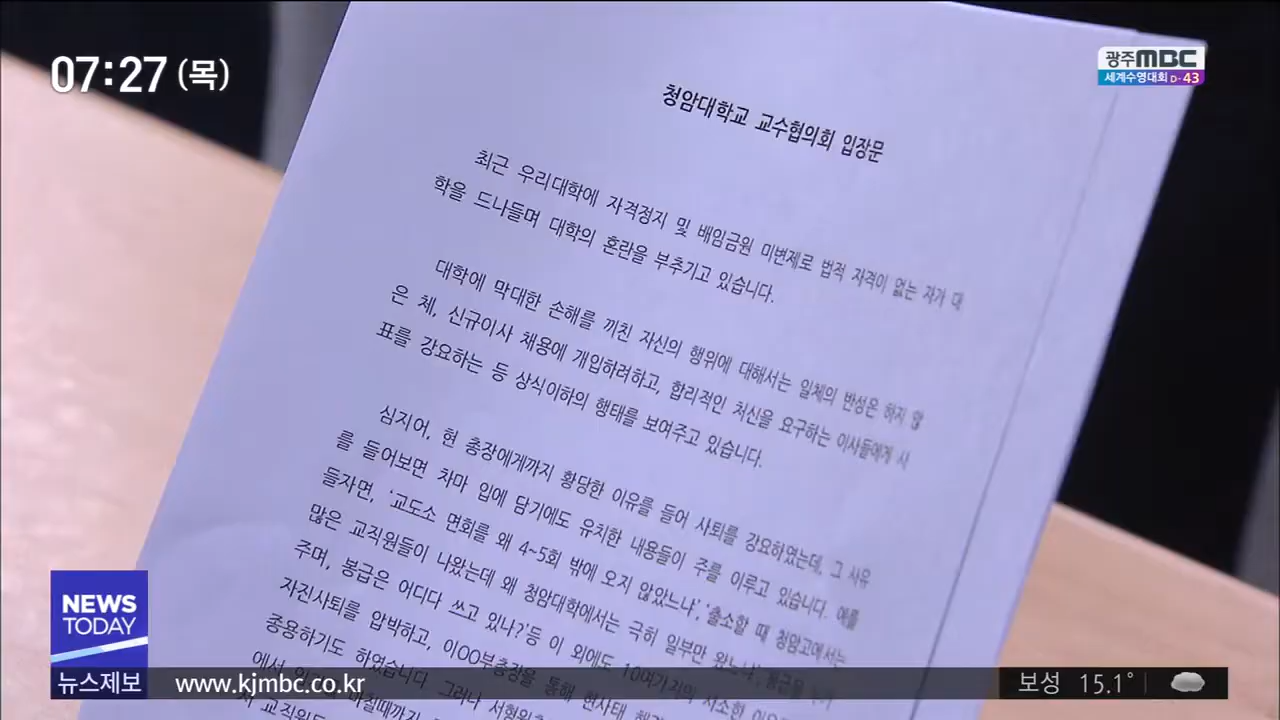 07:27 (목)
광주MBC
세계수영대회 D-43
청암대학교 교수협의회 입장문
최근 우리대학에 자격정지 및 배임금원 미변제로 법적 자격이 없는 자가 대
학을 드나들며 대학의 혼란을 부추기고 있습니다.
대학에 막대한 손해를 끼친 자신의 행위에 대해서는 일체의 반성은 하지 않
은 체, 신규이사 채용에 개입하려하고, 합리적인 처신을 요구하는 이사들에게 사
표를 강요하는 등 상식이하의 행태를 보여주고 있습니다.
심지어, 현 총장에게까지 황당한 이유를 들어 사퇴를 강요하였는데, 그 사유
를 들어보면 차마 입에 담기에도 유치한 내용들이 주를 이루고 있습니다. 예를
들자면, '교도소 면회를 왜 4~5회 밖에 오지 않았느냐', '출소할 때 청암고에서는
많은 교직원들이 나왔는데 왜 청암대학에서는 극히 일부만 왔느냐', 봉급을
주며, 봉급은 어디다 쓰고 있나?'등 이 외에도 10여가지의 사소한
자진사퇴를 압박하고, 이OO부총장을 통해 현사태
종용하기도 하였습니다. 그러나
에서
교직원
NEWS
TODAY
뉴스제보 www.kjmbc.co.kr
보성 15.1°